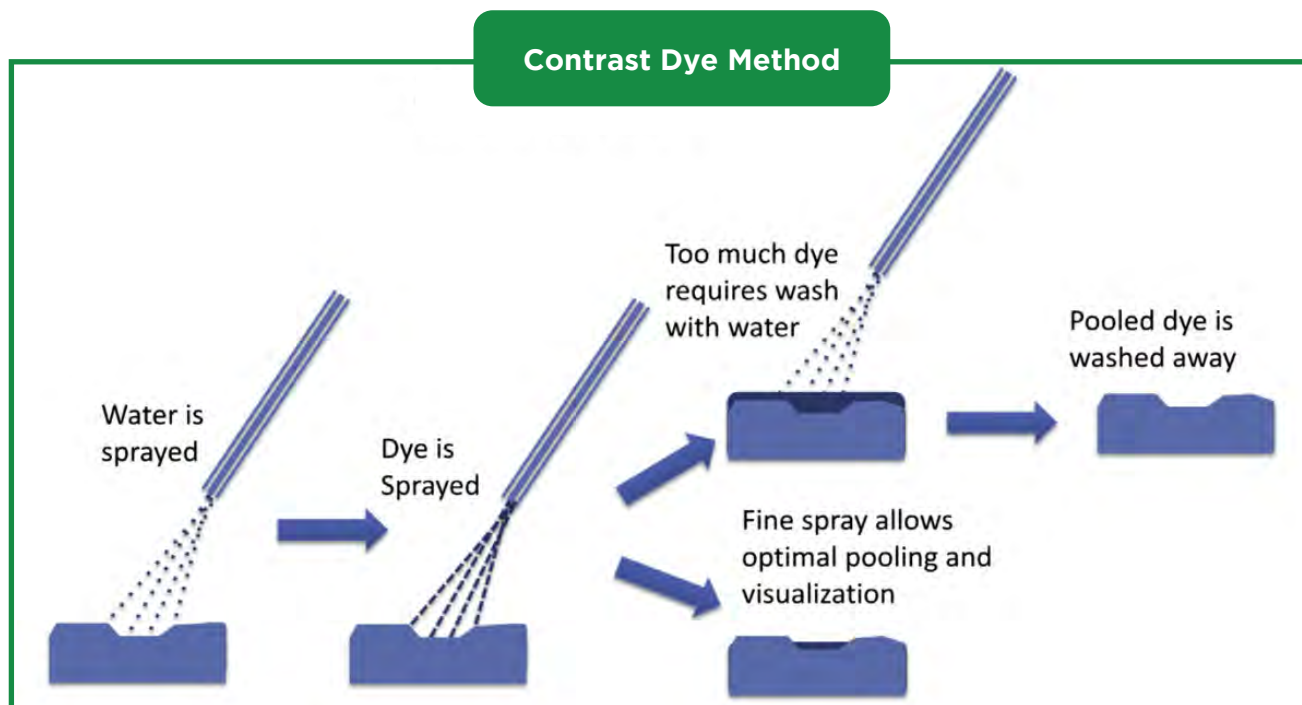 Contrast Dye Method
Water is
sprayed
Dye is
Sprayed
Too much dye
requires wash
with water
Pooled dye is
washed away
Fine spray allows
optimal pooling and
visualization